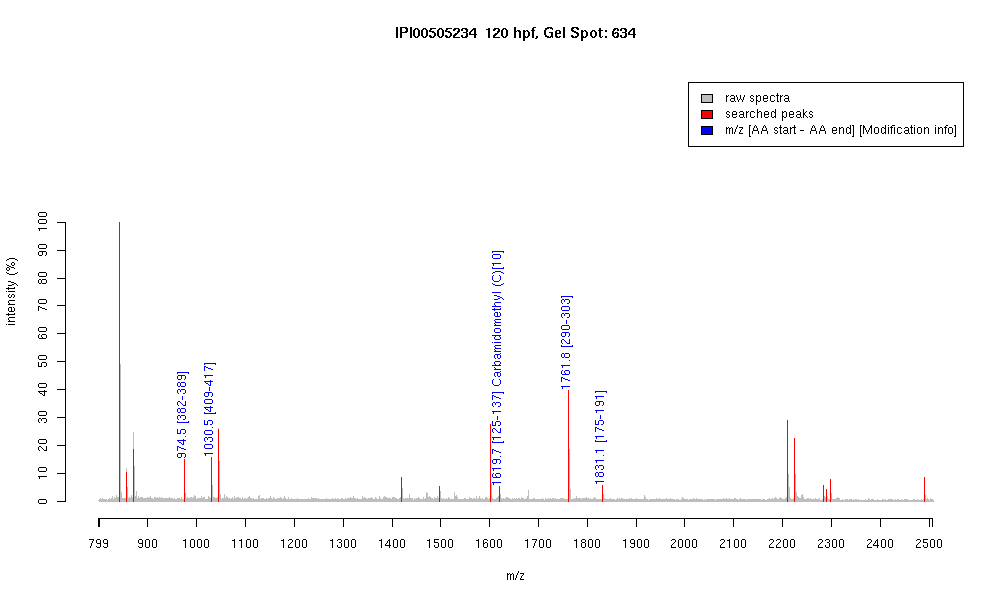 IPI00505234 120 hpf, Gel Spot: 634
raw spectra
searched peaks
m/z [AA start - AA end] [Modification info]
intensity (%)
100
90
80
70
60
50
40
30
20
10
0
974.5 [382-389]
1030.5 [409-417]
1619.7 [125-137] Carbamidomethyl (C)[10]
1761.8 [290-303]
1831.1 [175-191]
799 900 1000 1100 1200 1300 1400 1500 1600 1700 1800 1900 2000 2100 2200 2300 2400 2500
m/z